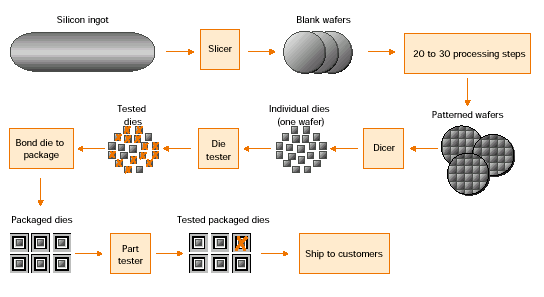 Silicon ingot
Slicer
Blank wafers
20 to 30 processing steps
Patterned wafers
Dicer
Individual dies
(one wafer)
Die
tester
Tested
dies
Bond die to
package
Packaged dies
Part
tester
Tested packaged dies
Ship to customers